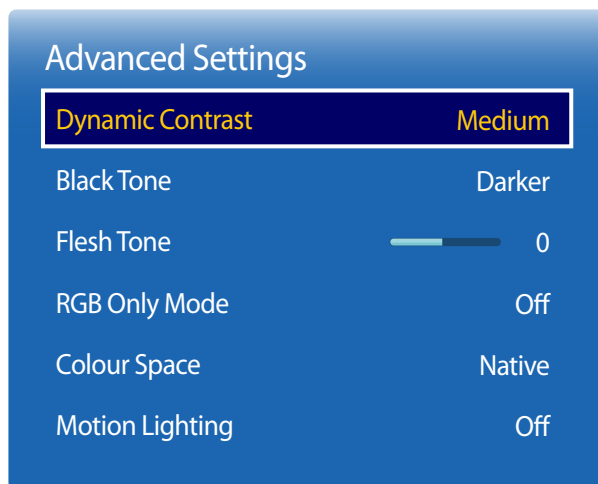 Advanced Settings
Dynamic Contrast Medium
Black Tone Darker
Flesh Tone 0
RGB Only Mode Off
Colour Space Native
Motion Lighting Off